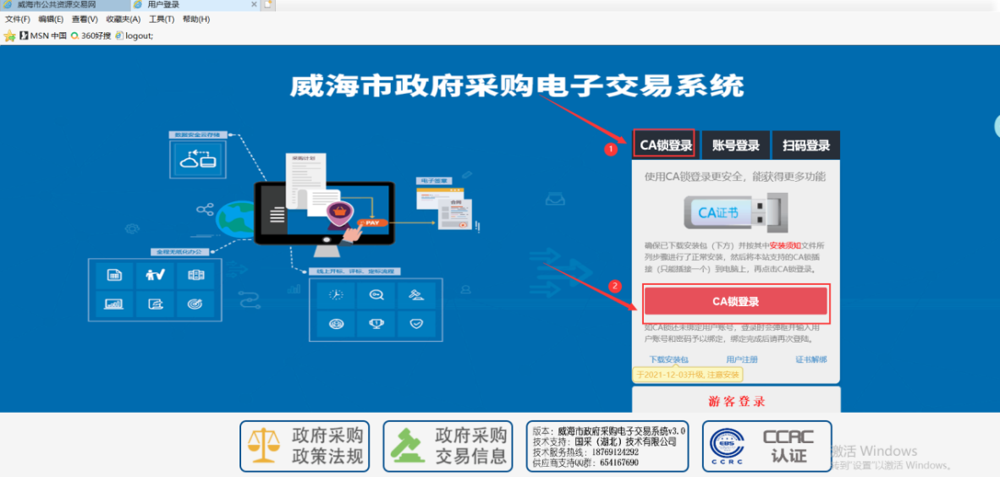 威海市公共资源交易网
用户登录
文件(F) 编辑(E) 查看(V) 收藏夹(A) 工具(T) 帮助(H)
MSN 中国 360好搜 logout;
威海市政府采购电子交易系统
数据安全云存储
采购计划
电子签章
合同
PAY
全程无纸化办公
线上开标、评标、定标流程
1
CA锁登录 账号登录 扫码登录
使用CA锁登录更安全，能获得更多功能
CA证书
确保已下载安装包（下方）并按其中安装须知文件所
列步骤进行了正常安装，然后将本站支持的CA锁插
接（只能插接一个）到电脑上，再点击CA锁登录。
2
CA锁登录
如CA锁还未绑定用户账号，登录时会弹框并输入用
户账号和密码予以绑定，绑定完成后请再次登陆。
下载安装包 用户注册 证书解绑
于2021-12-03升级, 注意安装
游客登录
政府采购
政策法规
政府采购
交易信息
版本：威海市政府采购电子交易系统v3.0
技术支持：国采（湖北）技术有限公司
技术服务热线：18769124292
供应商支持QQ群：654167690
CCRC
CCRC
认证
激活 Windows
转到"设置"以激活 Windows。